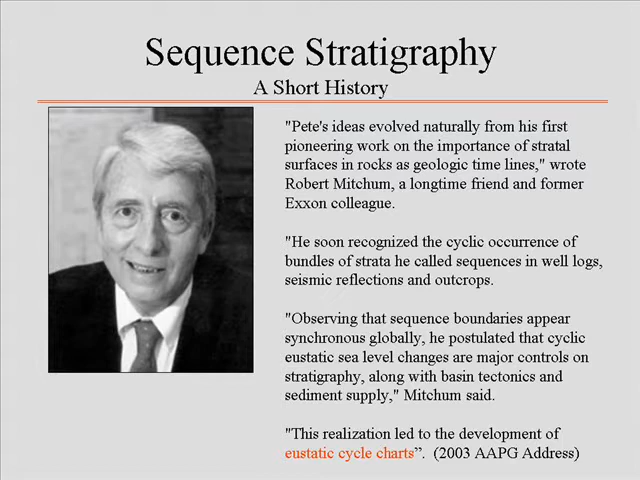 Sequence Stratigraphy
A Short History
"Pete's ideas evolved naturally from his first
pioneering work on the importance of stratal
surfaces in rocks as geologic time lines," wrote
Robert Mitchum, a longtime friend and former
Exxon colleague.
"He soon recognized the cyclic occurrence of
bundles of strata he called sequences in well logs,
seismic reflections and outcrops.
"Observing that sequence boundaries appear
synchronous globally, he postulated that cyclic
eustatic sea level changes are major controls on
stratigraphy, along with basin tectonics and
sediment supply," Mitchum said.
"This realization led to the development of
eustatic cycle charts”.  (2003 AAPG Address)